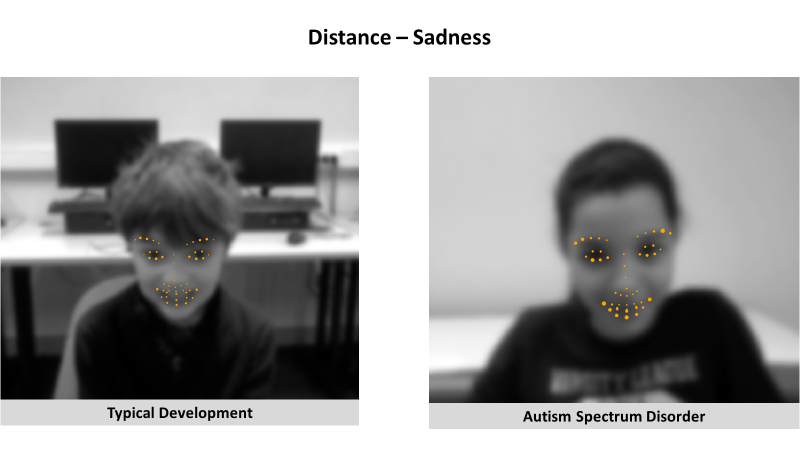 Distance – Sadness
Typical Development
Autism Spectrum Disorder